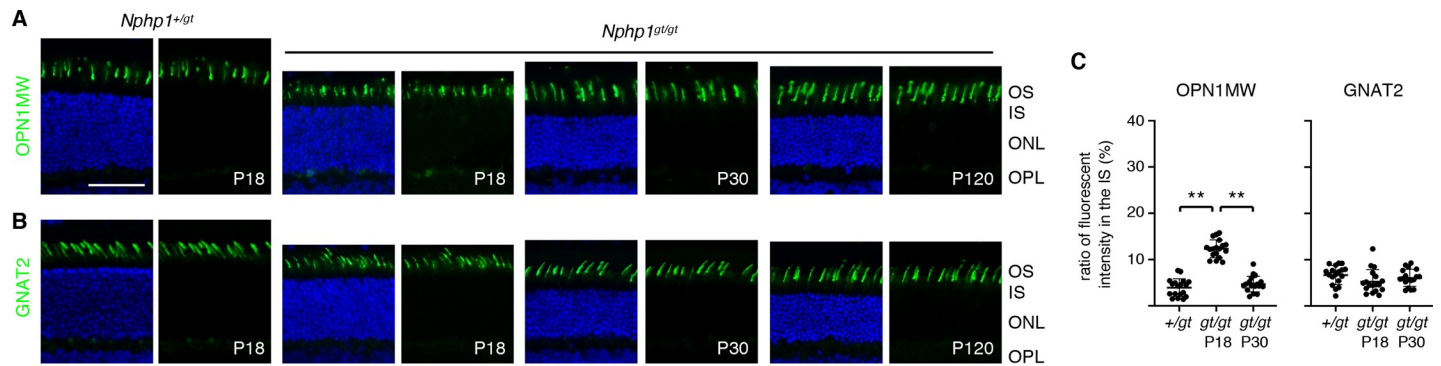 A
Nphp1+/gt
Nphp1gt/gt
OPN1MW
P18
P18
P30
P120
OS
IS
ONL
OPL
B
GNAT2
P18
P18
P30
P120
OS
IS
ONL
OPL
C
OPN1MW
GNAT2
ratio of fluorescent
intensity in the IS (%)
40
30
20
10
** **
+/gt gt/gt gt/gt
P18 P30
+/gt gt/gt gt/gt
P18 P30